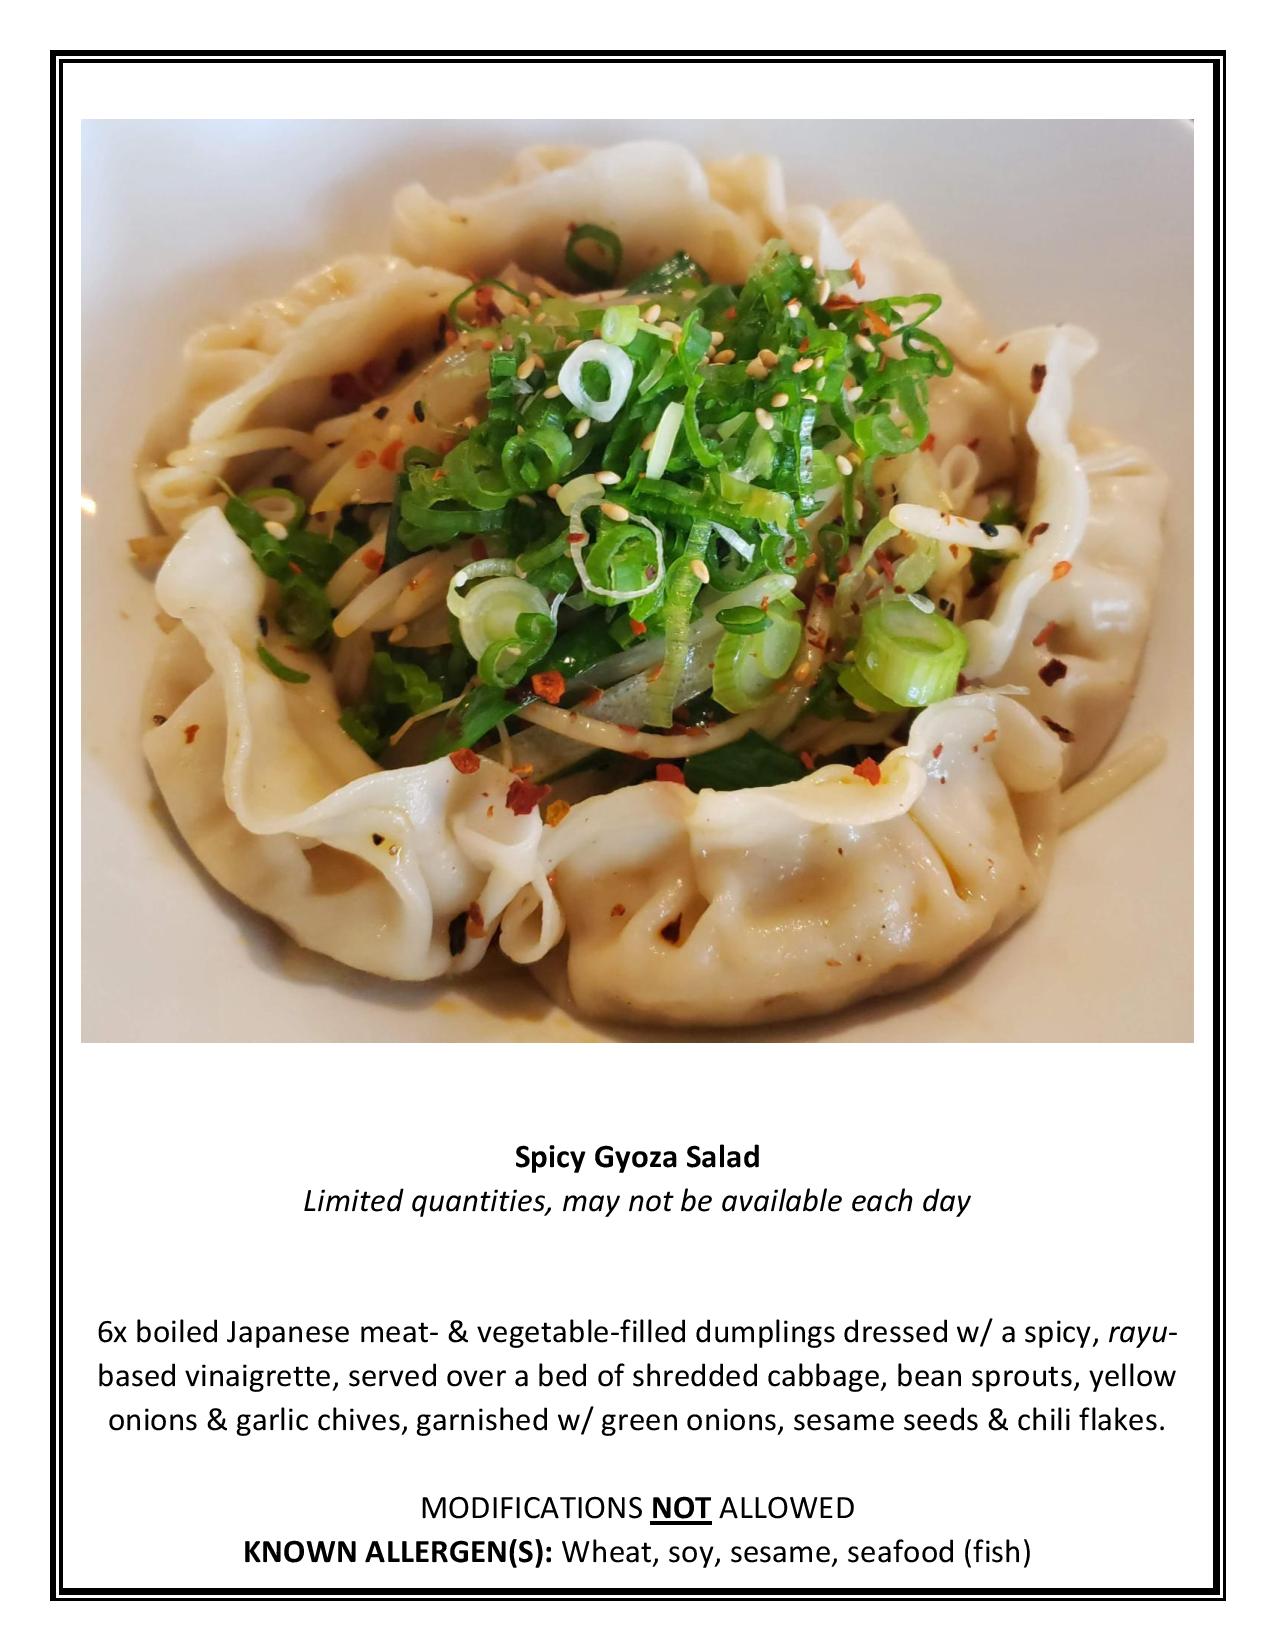 Spicy Gyoza Salad
Limited quantities, may not be available each day
6x boiled Japanese meat- & vegetable-filled dumplings dressed w/ a spicy, rayu-
based vinaigrette, served over a bed of shredded cabbage, bean sprouts, yellow
onions & garlic chives, garnished w/ green onions, sesame seeds & chili flakes.
MODIFICATIONS NOT ALLOWED
KNOWN ALLERGEN(S): Wheat, soy, sesame, seafood (fish)